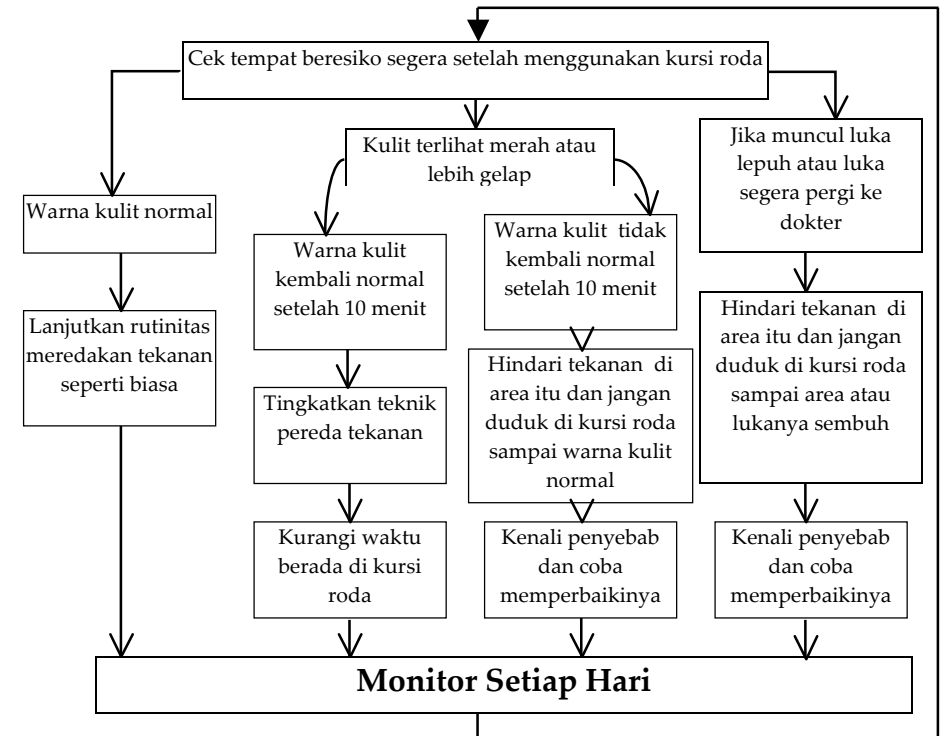 Cek tempat beresiko segera setelah menggunakan kursi roda
Warna kulit normal
Lanjutkan rutinitas
meredakan tekanan
seperti biasa
Kulit terlihat merah atau
lebih gelap
Warna kulit
kembali normal
setelah 10 menit
Tingkatkan teknik
pereda tekanan
Kurangi waktu
berada di kursi
roda
Warna kulit tidak
kembali normal
setelah 10 menit
Hindari tekanan di
area itu dan jangan
duduk di kursi roda
sampai warna kulit
normal
Kenali penyebab
dan coba
memperbaikinya
Jika muncul luka
lepuh atau luka
segera pergi ke
dokter
Hindari tekanan di
area itu dan jangan
duduk di kursi roda
sampai area atau
lukanya sembuh
Kenali penyebab
dan coba
memperbaikinya
Monitor Setiap Hari